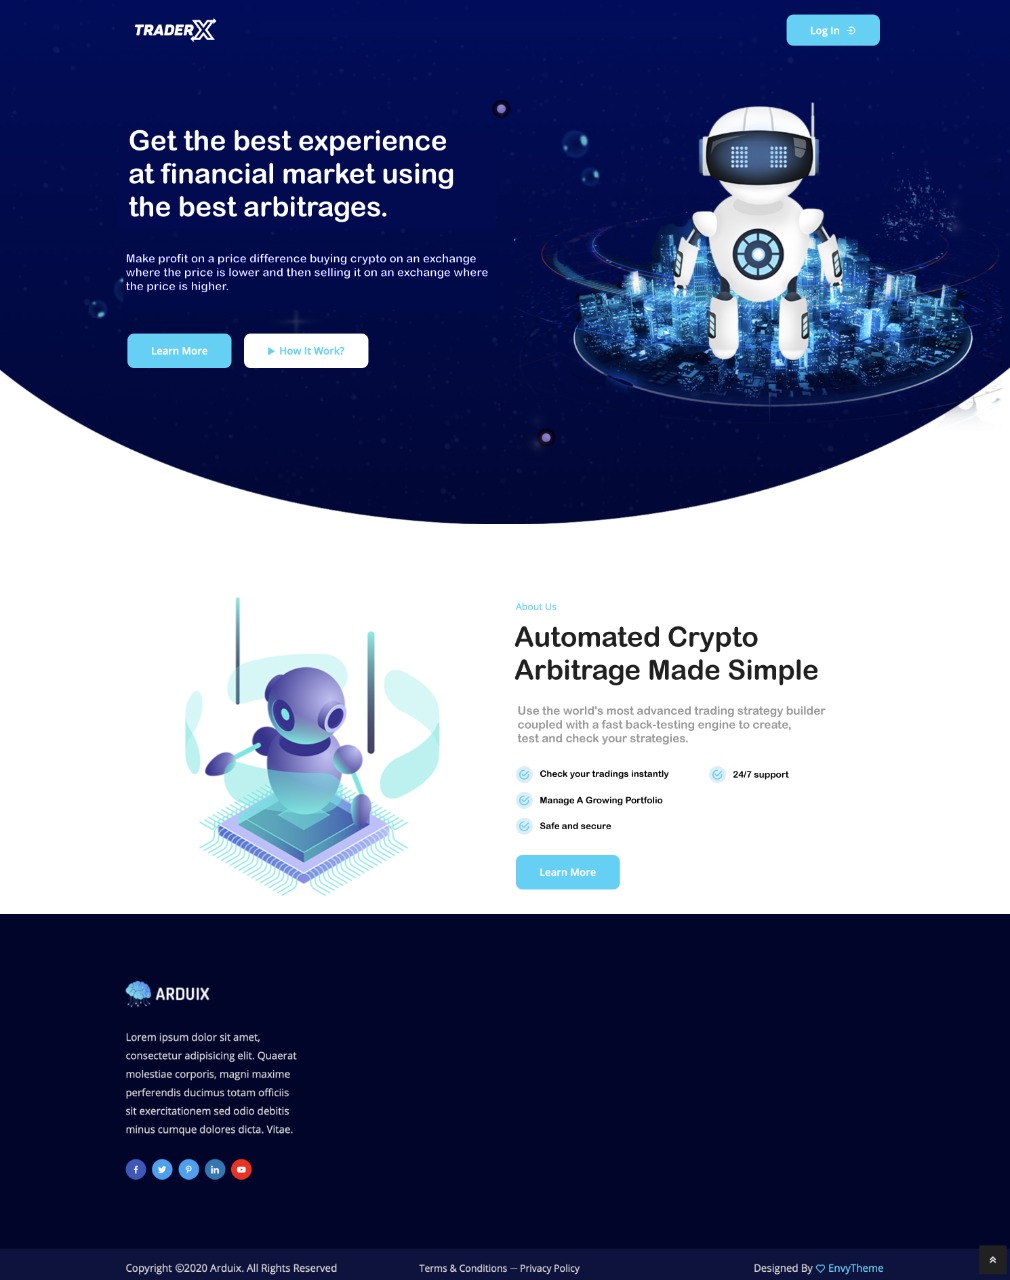 TRADERX
Log In
Get the best experience
at financial market using
the best arbitrages.
Make profit on a price difference buying crypto on an exchange
where the price is lower and then selling it on an exchange where
the price is higher.
Learn More
How It Work?
About Us
Automated Crypto
Arbitrage Made Simple
Use the world's most advanced trading strategy builder
coupled with a fast back-testing engine to create,
test and check your strategies.
Check your tradings instantly
24/7 support
Manage A Growing Portfolio
Safe and secure
Learn More
ARDUIX
Lorem ipsum dolor sit amet,
consectetur adipisicing elit. Quaerat
molestiae corporis, magni maxime
perferendis ducimus totam officiis
sit exercitationem sed odio debitis
minus cumque dolores dicta. Vitae.
Copyright ©2020 Arduix. All Rights Reserved
Terms & Conditions — Privacy Policy
Designed By EnvyTheme